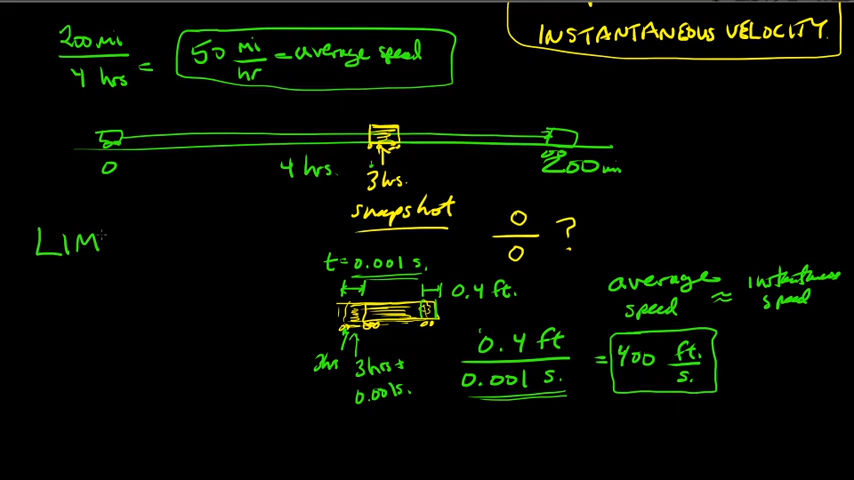 200 mi
4 hrs
=
50 mi
hr
= average speed
INSTANTANEOUS VELOCITY
0
4 hrs.
3 hrs.
200 mi
snapshot
0
0
?
LIM
t = 0.001 s.
0.4 ft.
average speed
≈
instantaneous speed
3 hrs +
0.001 s.
0.4 ft
0.001 s.
= 400 ft.
s.